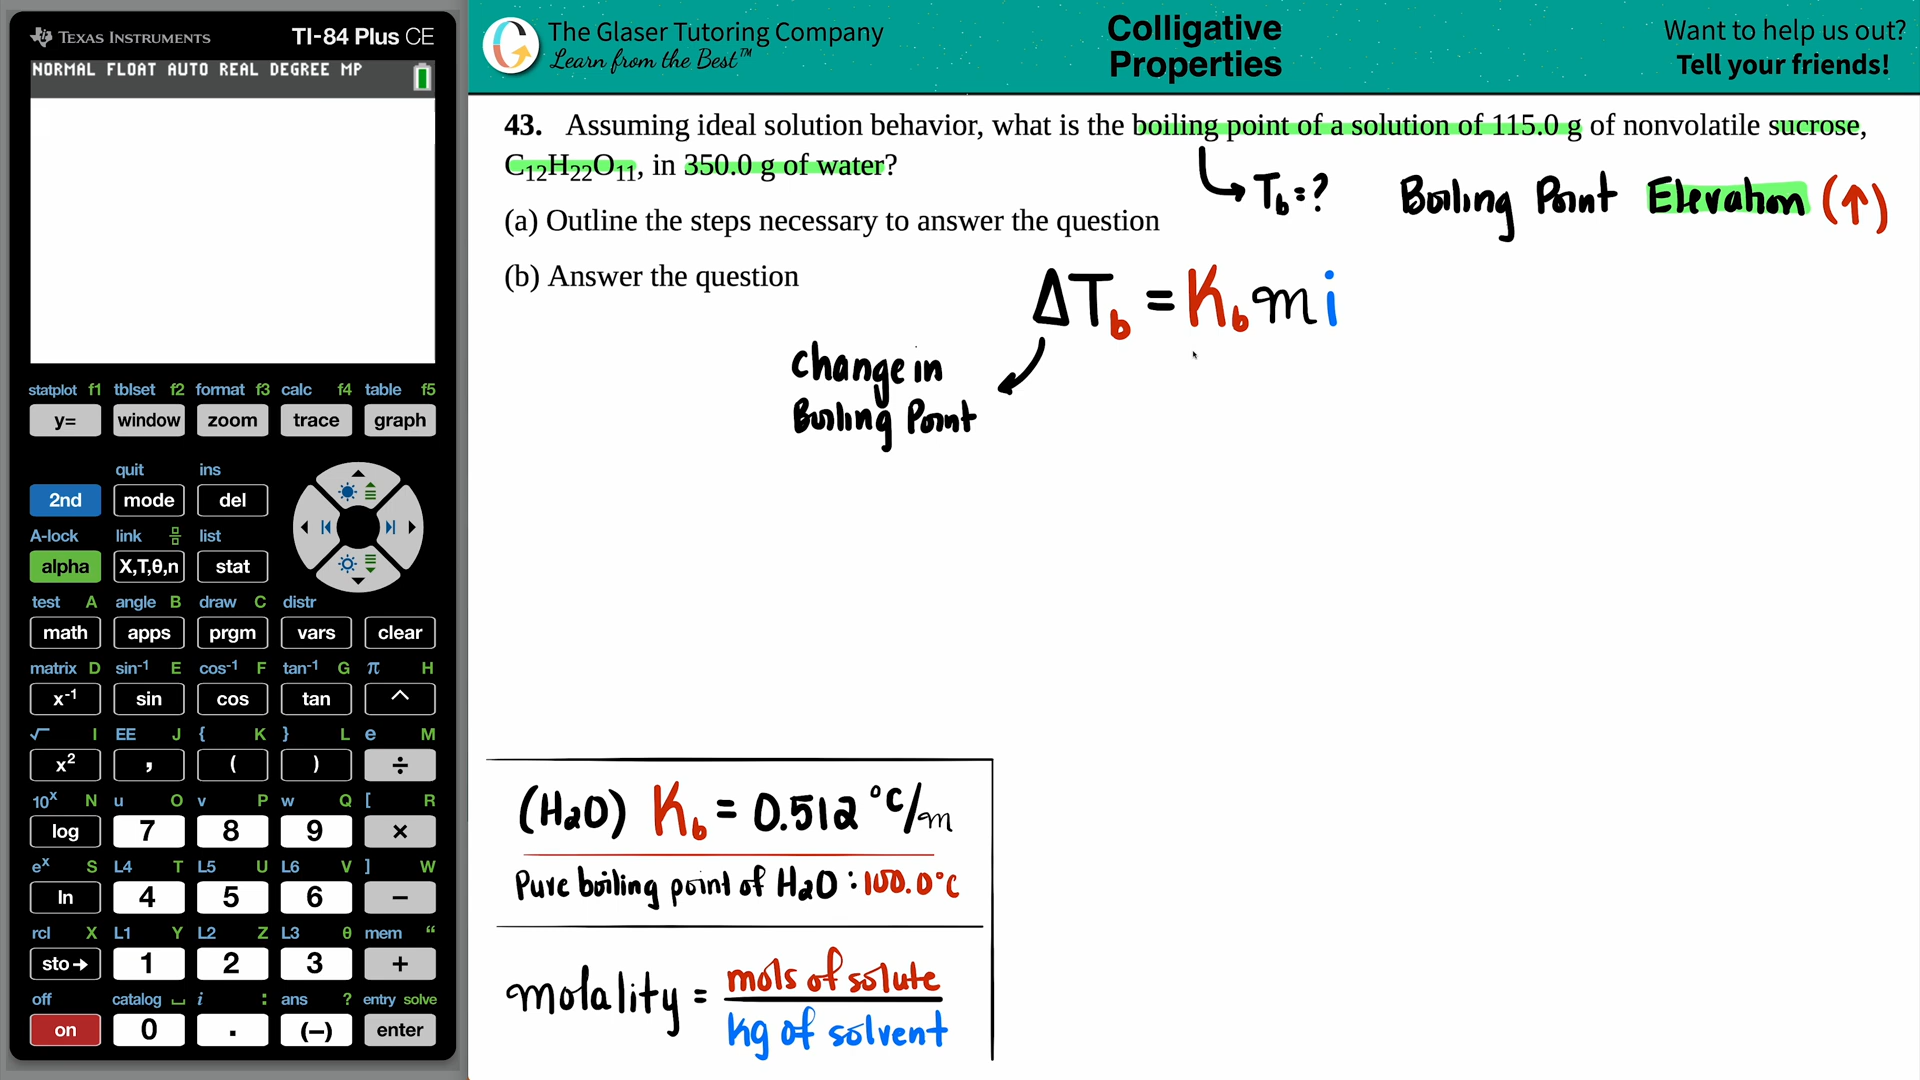 TEXAS INSTRUMENTS TI-84 Plus CE
NORMAL FLOAT AUTO REAL DEGREE MP
statplot f1 tblset f2 format f3 calc f4 table f5
y= window zoom trace graph
quit ins
2nd mode del
A-lock link list
alpha X,T,θ,n stat
test A angle B draw C distr
math apps prgm vars clear
matrix D sin⁻¹ E cos⁻¹ F tan⁻¹ G π H
x⁻¹ sin cos tan ^
√ I EE J { K } L e M
x² , ( ) ÷
10ˣ N u O v P w Q [ R
log 7 8 9 ×
eˣ S L4 T L5 U L6 V ] W
ln 4 5 6 −
rcl X L1 Y L2 Z L3 θ mem “
sto→ 1 2 3 +
off catalog ⎵ i : ans ? entry solve
on 0 . (−) enter
The Glaser Tutoring Company
Learn from the Best™
Colligative
Properties
Want to help us out?
Tell your friends!
43. Assuming ideal solution behavior, what is the boiling point of a solution of 115.0 g of nonvolatile sucrose,
C₁₂H₂₂O₁₁, in 350.0 g of water?
(a) Outline the steps necessary to answer the question
(b) Answer the question
T_b = ?
Boiling Point Elevation (↑)
ΔT_b = K_b m i
Change in
Boiling Point
(H₂O) K_b = 0.512 °C/m
Pure boiling point of H₂O : 100.0°C
molality = mols of solute
kg of solvent